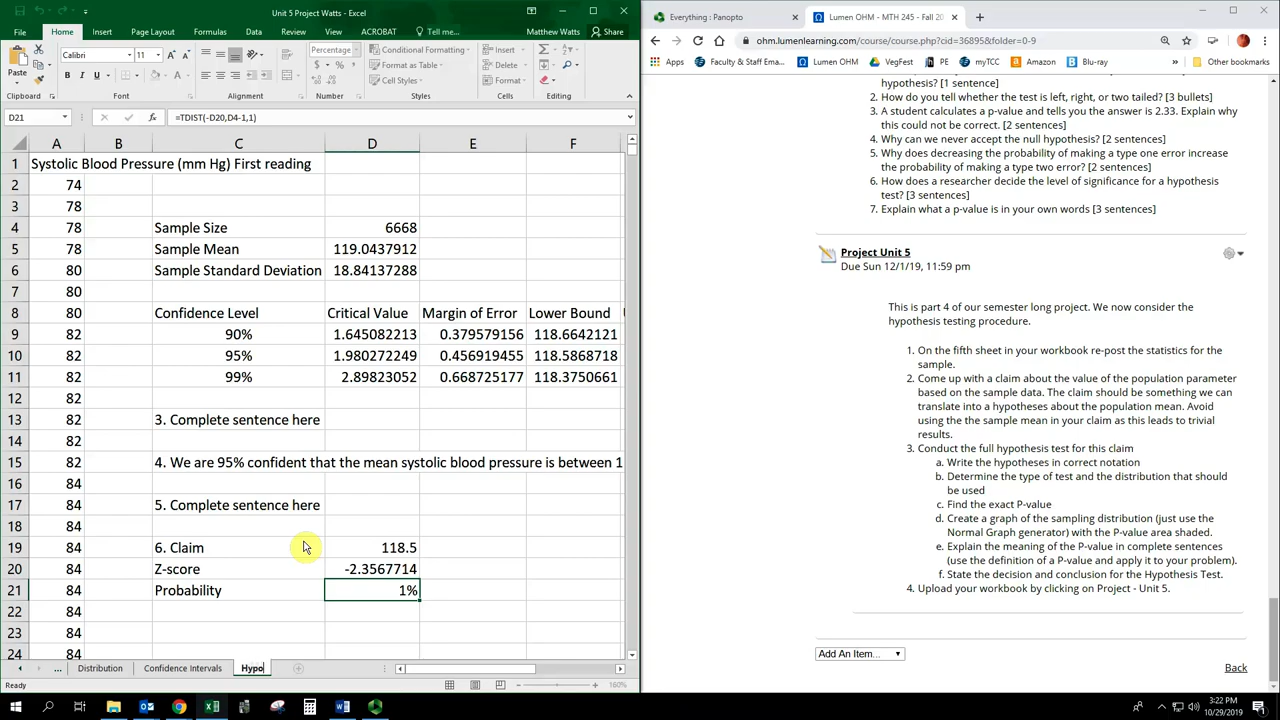 Unit 5 Project Watts - Excel
File
Home
Insert
Page Layout
Formulas
Data
Review
View
ACROBAT
Tell me...
Matthew Watts
Share
Paste
Calibri
11
B I U
Percentage
Conditional Formatting
Format as Table
Cell Styles
Insert
Delete
Format
Clipboard
Font
Alignment
Number
Styles
Cells
Editing
D21
=TDIST(-D20,D4-1,1)
A B C D E F
1 Systolic Blood Pressure (mm Hg) First reading
2 74
3 78
4 78 Sample Size 6668
5 78 Sample Mean 119.0437912
6 80 Sample Standard Deviation 18.84137288
7 80
8 80 Confidence Level Critical Value Margin of Error Lower Bound
9 82 90% 1.645082213 0.379579156 118.6642121
10 82 95% 1.980272249 0.456919455 118.5868718
11 82 99% 2.89823052 0.668725177 118.3750661
12 82
13 82 3. Complete sentence here
14 82
15 82 4. We are 95% confident that the mean systolic blood pressure is between 1
16 84
17 84 5. Complete sentence here
18 84
19 84 6. Claim 118.5
20 84 Z-score -2.3567714
21 84 Probability 1%
22 84
23 84
24 84
... Distribution Confidence Intervals Hypo
Ready
160%
Everything : Panopto
Lumen OHM - MTH 245 - Fall 20
ohm.lumenlearning.com/course/course.php?cid=36895&folder=0-9
Apps
Faculty & Staff Ema...
Lumen OHM
VegFest
PE
myTCC
Amazon
Blu-ray
Other bookmarks
hypothesis? [1 sentence]
2. How do you tell whether the test is left, right, or two tailed? [3 bullets]
3. A student calculates a p-value and tells you the answer is 2.33. Explain why
this could not be correct. [2 sentences]
4. Why can we never accept the null hypothesis? [2 sentences]
5. Why does decreasing the probability of making a type one error increase
the probability of making a type two error? [2 sentences]
6. How does a researcher decide the level of significance for a hypothesis
test? [3 sentences]
7. Explain what a p-value is in your own words [3 sentences]
Project Unit 5
Due Sun 12/1/19, 11:59 pm
This is part 4 of our semester long project. We now consider the
hypothesis testing procedure.
1. On the fifth sheet in your workbook re-post the statistics for the
sample.
2. Come up with a claim about the value of the population parameter
based on the sample data. The claim should be something we can
translate into a hypotheses about the population mean. Avoid
using the the sample mean in your claim as this leads to trivial
results.
3. Conduct the full hypothesis test for this claim
a. Write the hypotheses in correct notation
b. Determine the type of test and the distribution that should
be used
c. Find the exact P-value
d. Create a graph of the sampling distribution (just use the
Normal Graph generator) with the P-value area shaded.
e. Explain the meaning of the P-value in complete sentences
(use the definition of a P-value and apply it to your problem).
f. State the decision and conclusion for the Hypothesis Test.
4. Upload your workbook by clicking on Project - Unit 5.
Add An Item...
Back
3:22 PM
10/29/2019